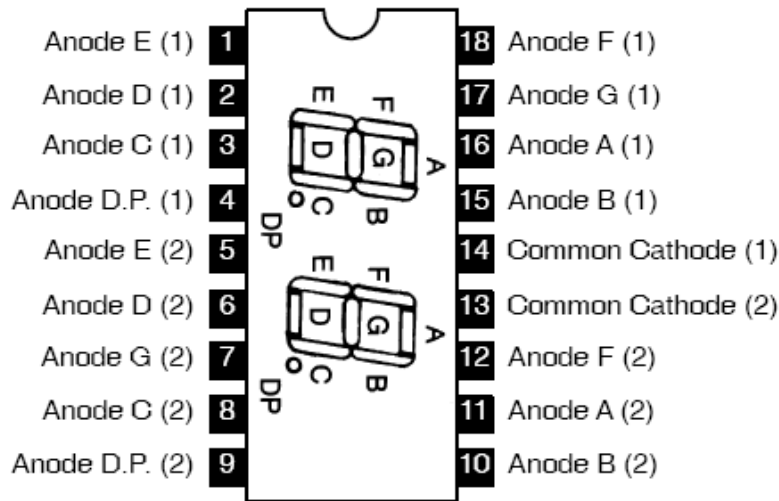 Anode E (1) 1
Anode D (1) 2
Anode C (1) 3
Anode D.P. (1) 4
Anode E (2) 5
Anode D (2) 6
Anode G (2) 7
Anode C (2) 8
Anode D.P. (2) 9
E
F
D
G
A
C
B
DP
E
F
D
G
A
C
B
DP
18 Anode F (1)
17 Anode G (1)
16 Anode A (1)
15 Anode B (1)
14 Common Cathode (1)
13 Common Cathode (2)
12 Anode F (2)
11 Anode A (2)
10 Anode B (2)